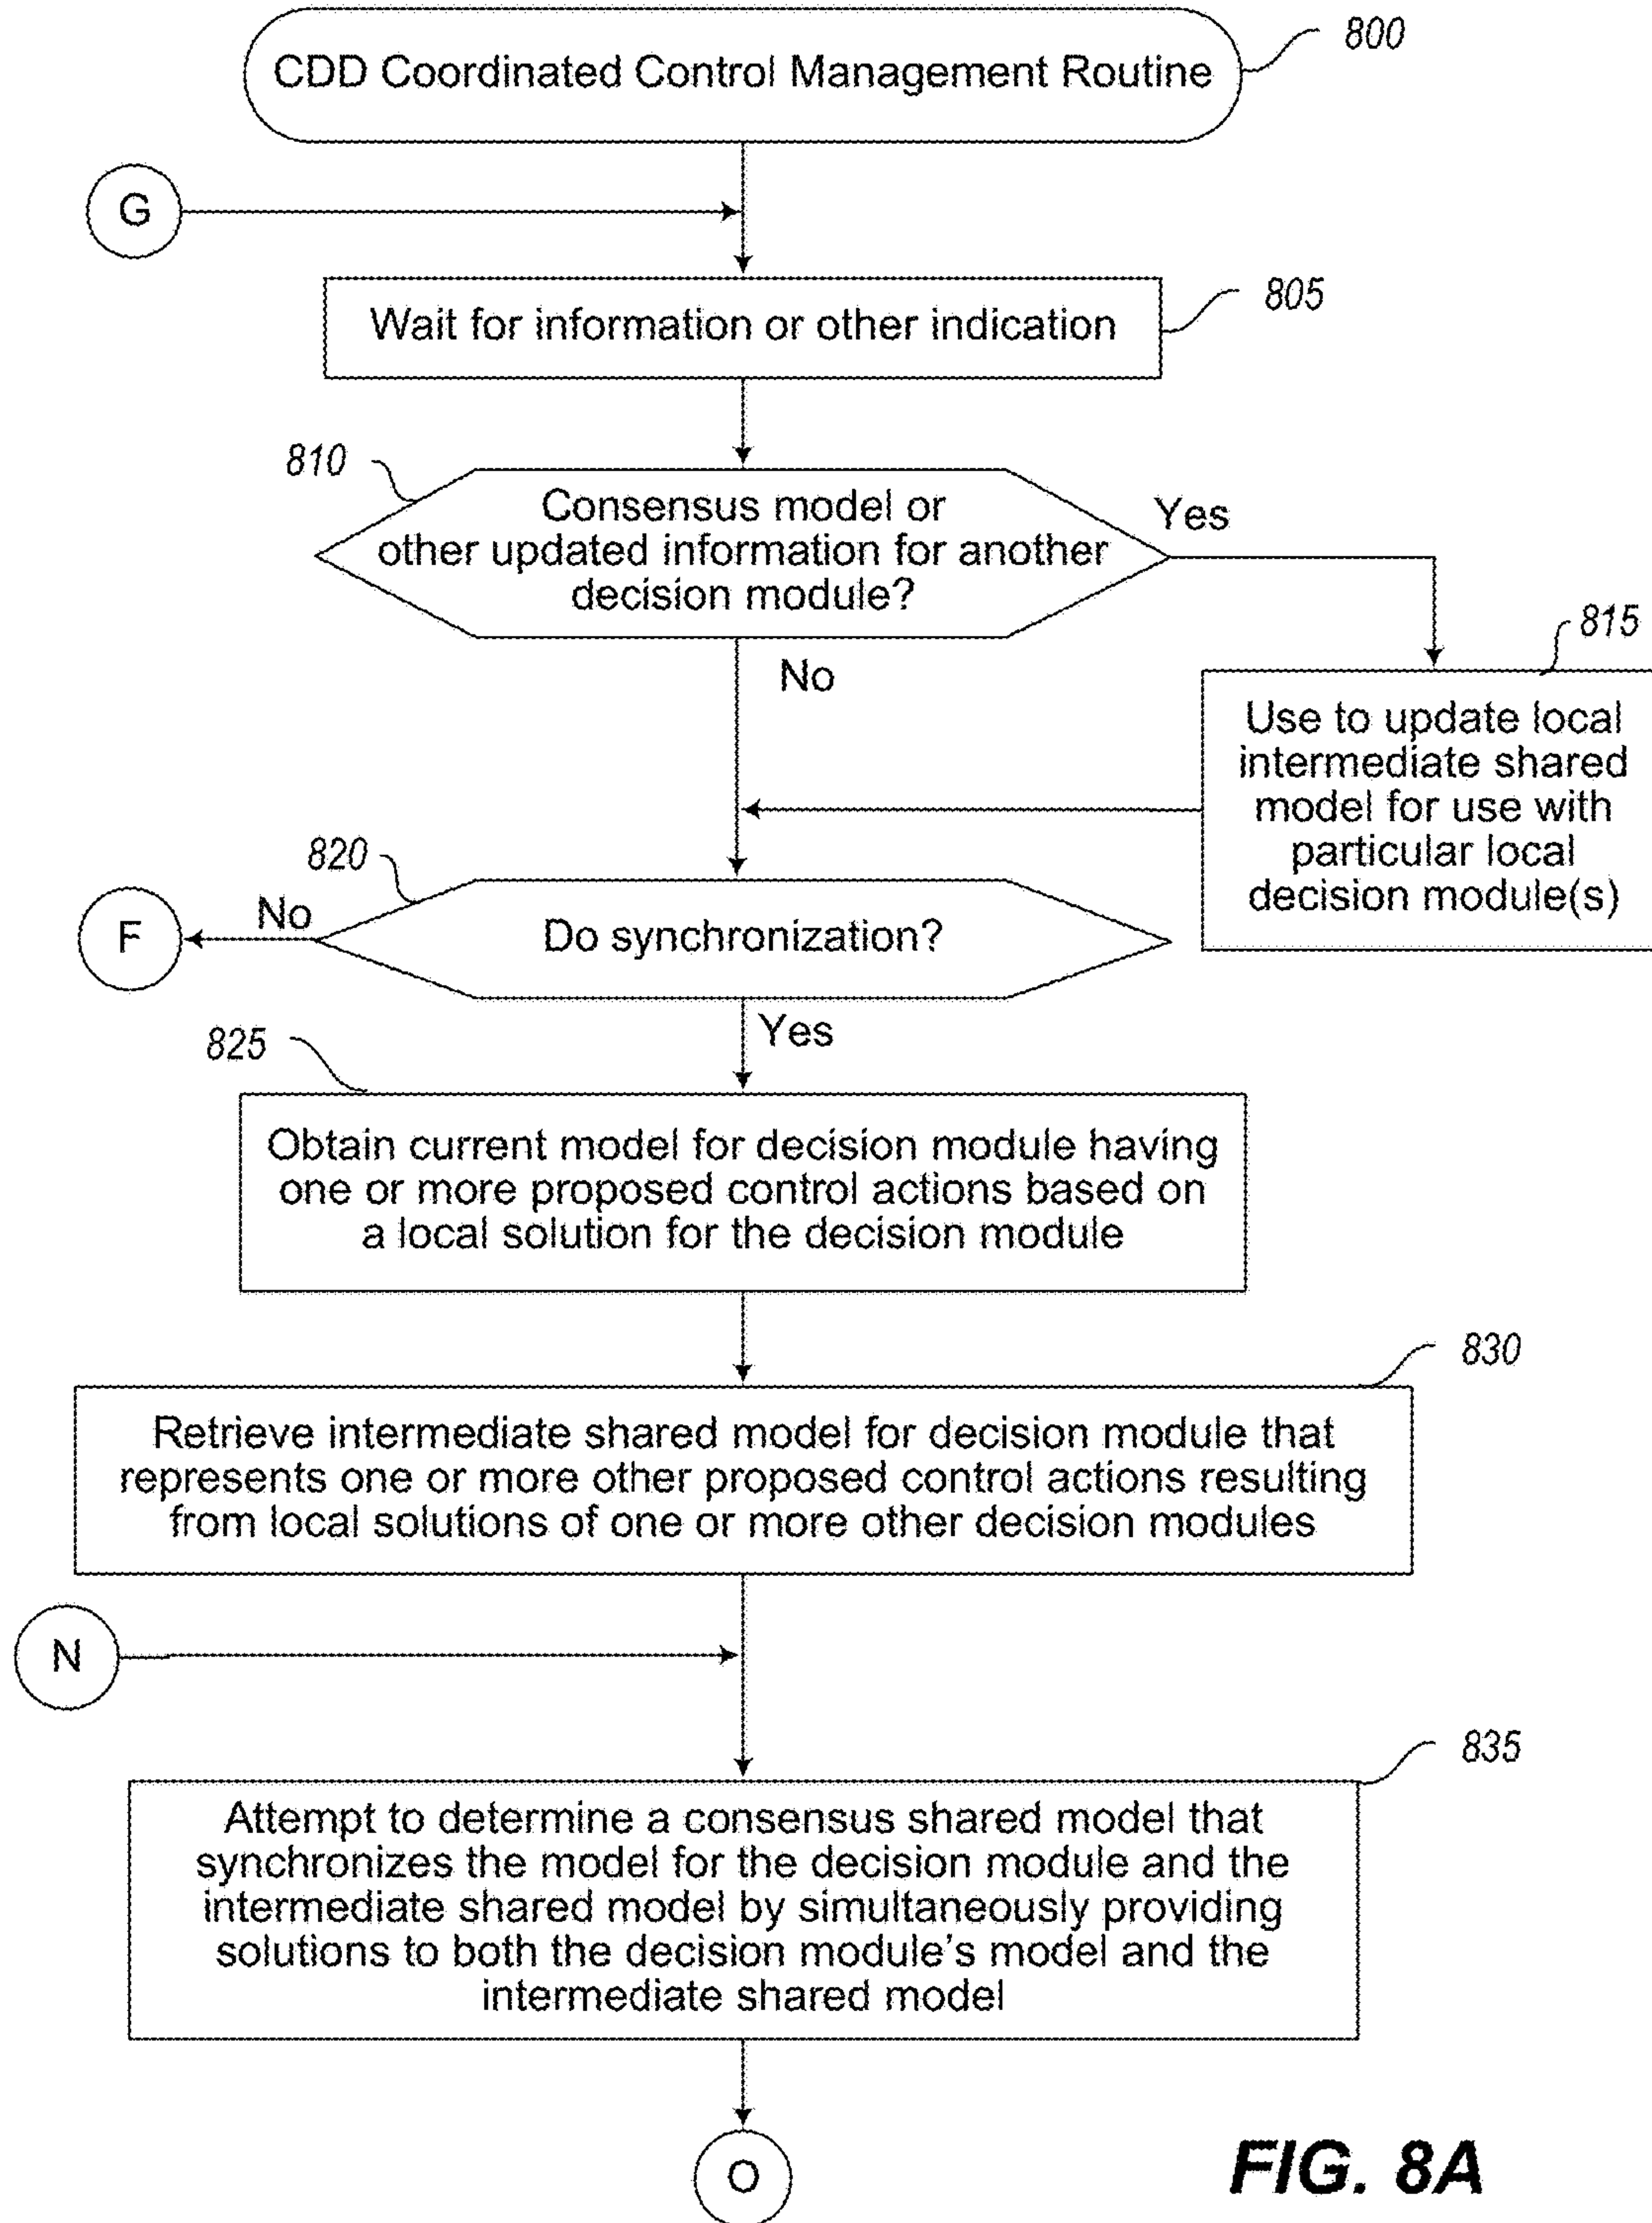 CDD Coordinated Control Management Routine
800
G
Wait for information or other indication
805
810
Consensus model or
other updated information for another
decision module?
Yes
No
815
Use to update local
intermediate shared
model for use with
particular local
decision module(s)
820
F
No
Do synchronization?
Yes
825
Obtain current model for decision module having
one or more proposed control actions based on
a local solution for the decision module
830
Retrieve intermediate shared model for decision module that
represents one or more other proposed control actions resulting
from local solutions of one or more other decision modules
N
835
Attempt to determine a consensus shared model that
synchronizes the model for the decision module and the
intermediate shared model by simultaneously providing
solutions to both the decision module's model and the
intermediate shared model
O
FIG. 8A